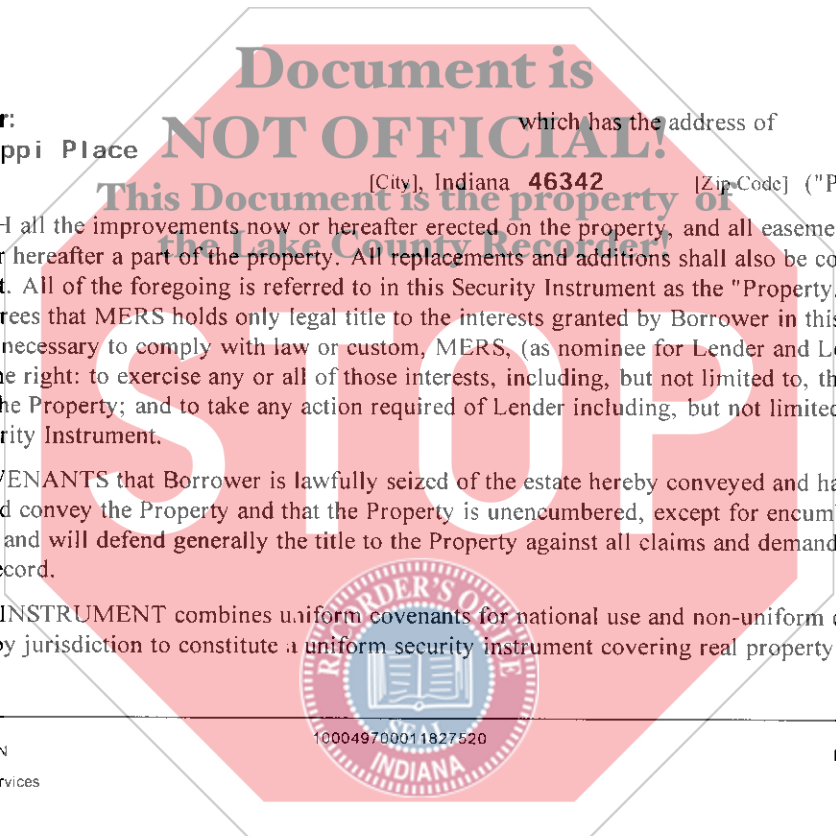 Document is
r: which has the address of
ppi Place
NOT OFFICIAL!
[City], Indiana 46342 [Zip Code] ("P
This Document is the property of
H all the improvements now or hereafter erected on the property, and all easeme
the Lake County Recorder!
r hereafter a part of the property. All replacements and additions shall also be co
t. All of the foregoing is referred to in this Security Instrument as the "Property.
rees that MERS holds only legal title to the interests granted by Borrower in this
necessary to comply with law or custom, MERS, (as nominee for Lender and Le
e right: to exercise any or all of those interests, including, but not limited to, th
he Property; and to take any action required of Lender including, but not limited
rity Instrument.
STOP
VENANTS that Borrower is lawfully seized of the estate hereby conveyed and ha
d convey the Property and that the Property is unencumbered, except for encum
and will defend generally the title to the Property against all claims and demand
ecord.
INSTRUMENT combines uniform covenants for national use and non-uniform
by jurisdiction to constitute a uniform security instrument covering real property
RECORDER'S OFFICE
SEAL
INDIANA
100049700011827520
N
rvices